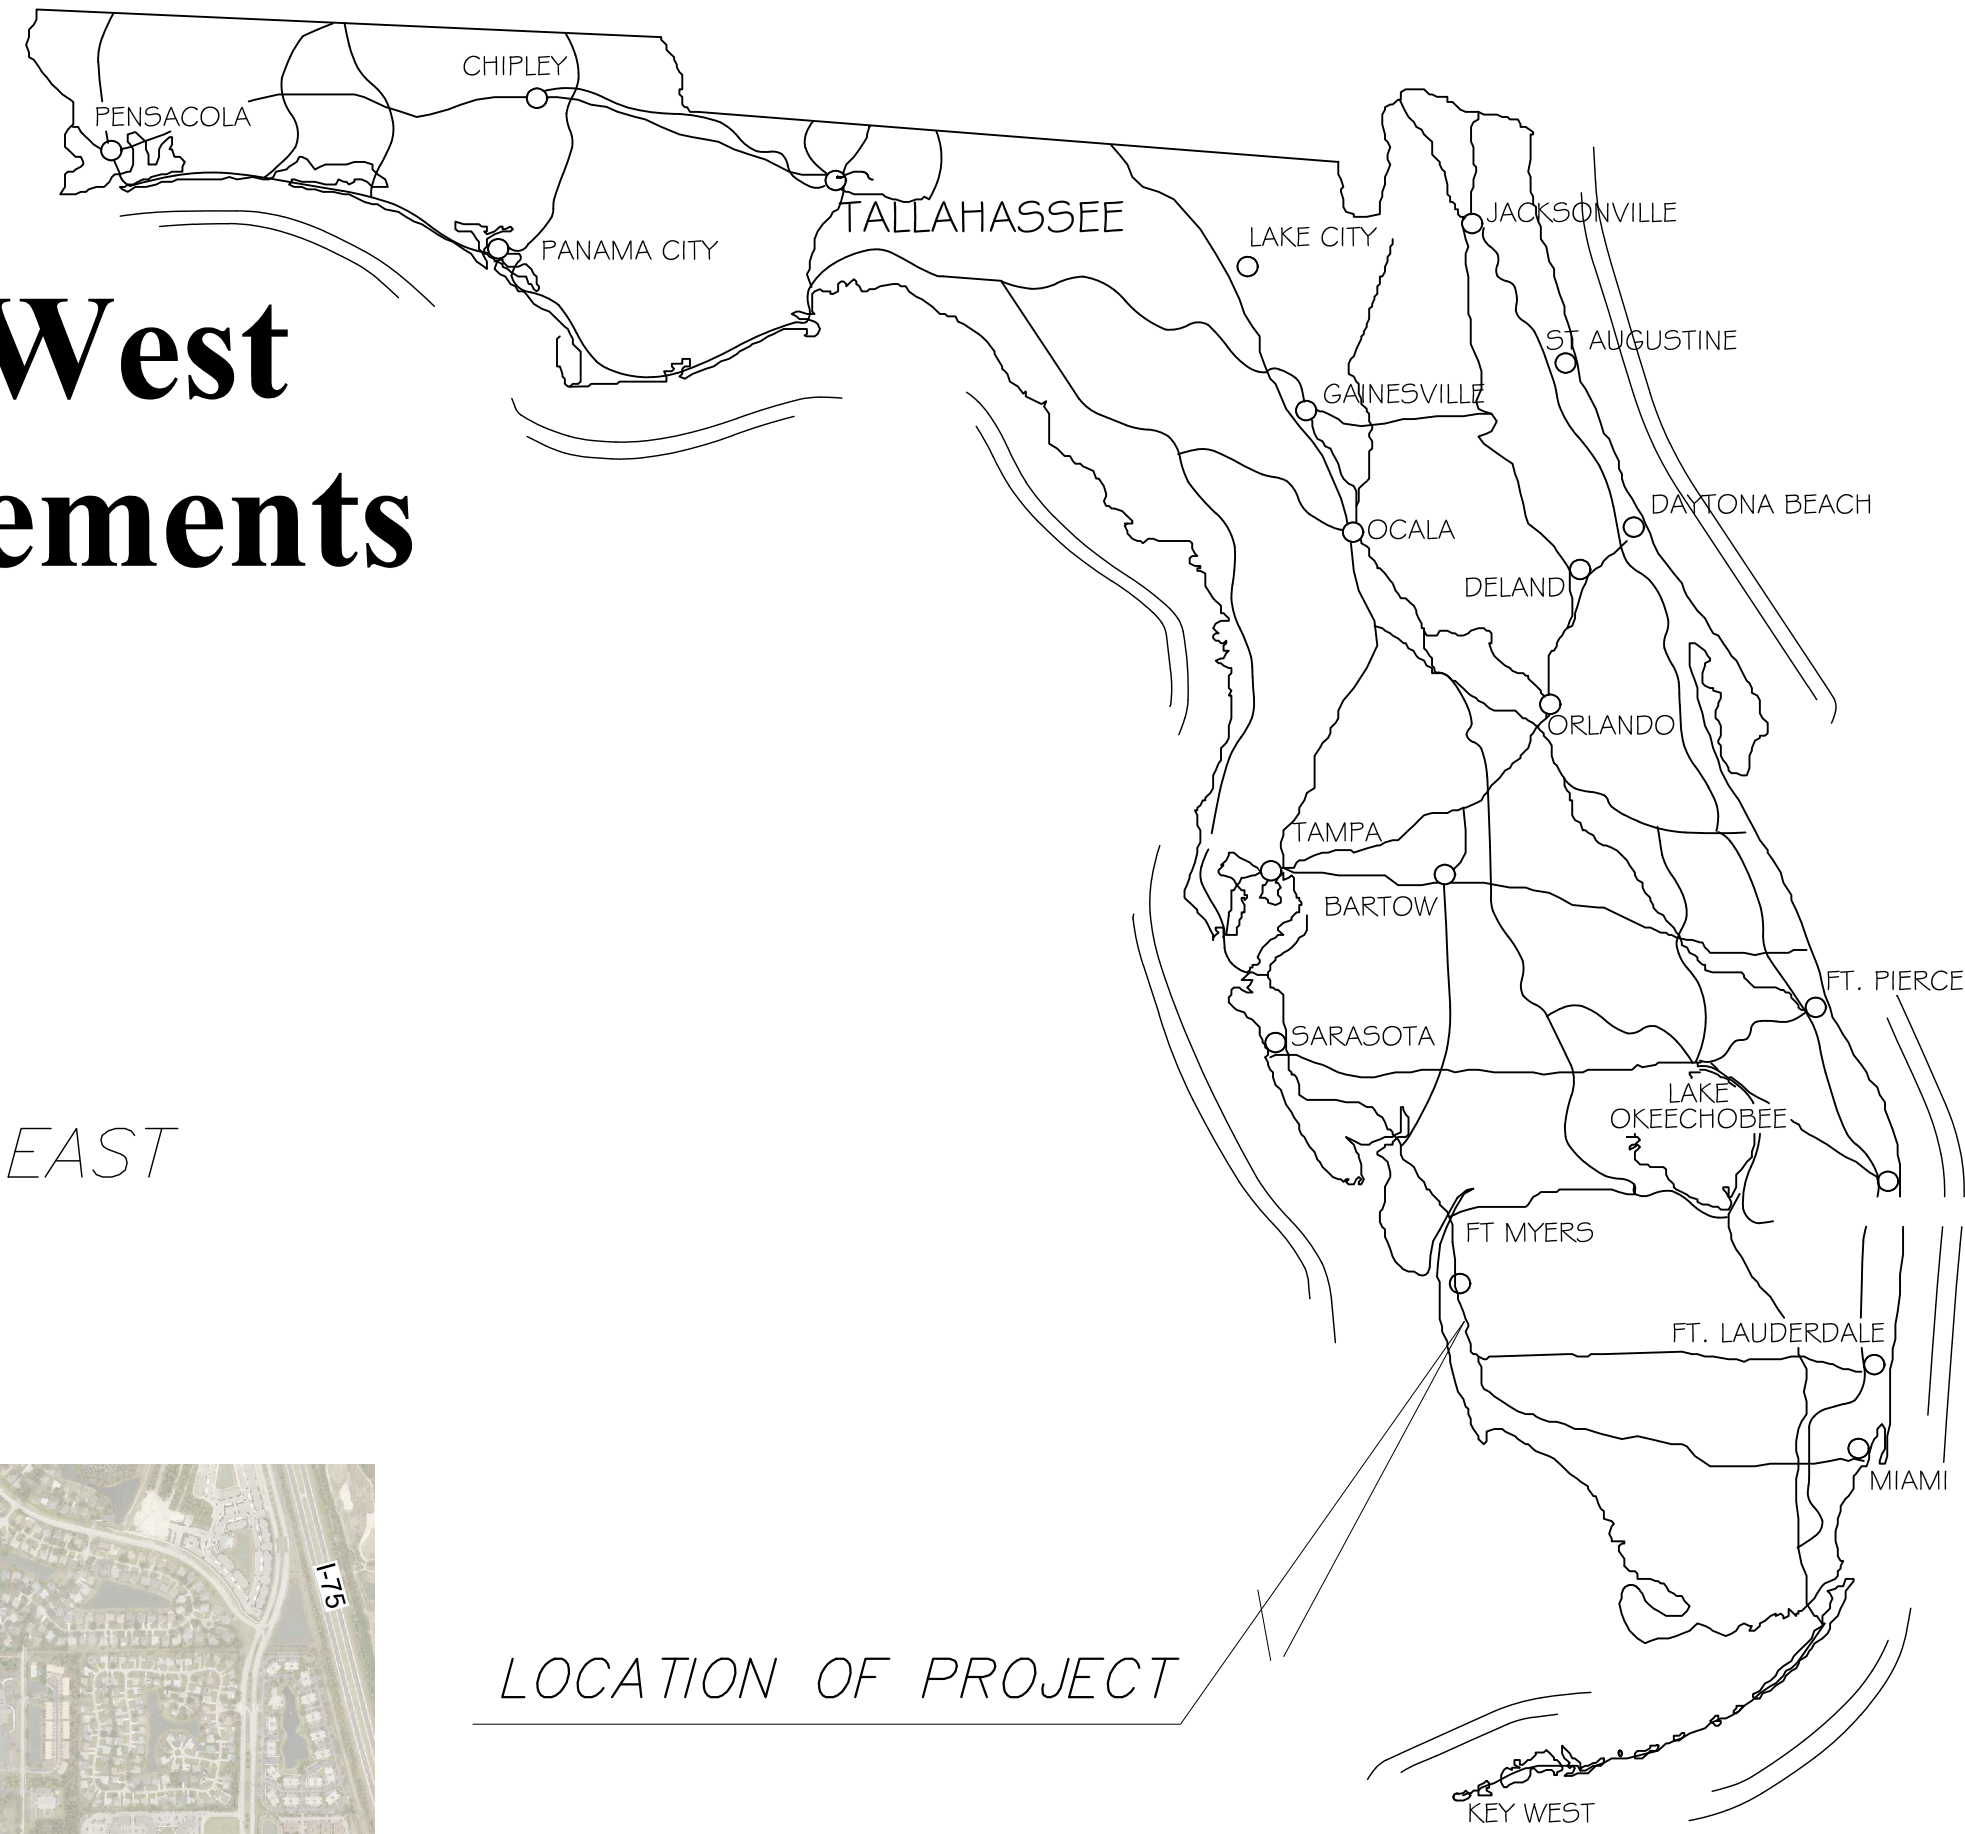 CHIPLEY
PENSACOLA
TALLAHASSEE
JACKSONVILLE
LAKE CITY
PANAMA CITY
West
ST AUGUSTINE
GAINESVILLE
ements
DAYTONA BEACH
OCALA
DELAND
ORLANDO
TAMPA
BARTOW
FT. PIERCE
SARASOTA
LAKE
OKEECHOBEE
EAST
FT MYERS
FT. LAUDERDALE
MIAMI
I-75
LOCATION OF PROJECT
KEY WEST